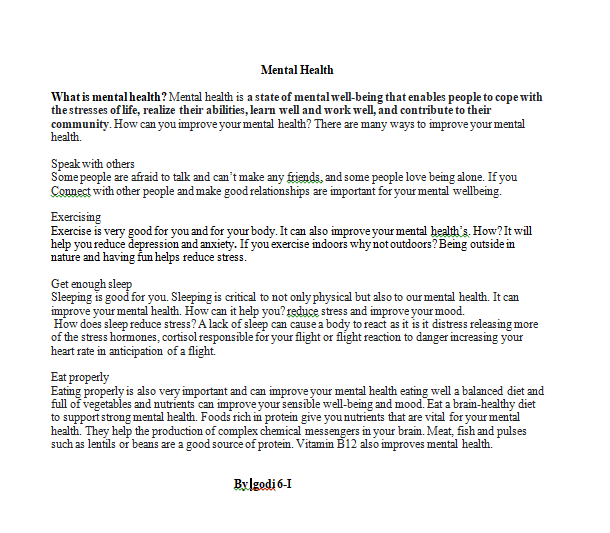 Mental Health
What is mental health? Mental health is a state of mental well-being that enables people to cope with
the stresses of life, realize their abilities, learn well and work well, and contribute to their
community. How can you improve your mental health? There are many ways to improve your mental
health.
Speak with others
Some people are afraid to talk and can't make any friends, and some people love being alone. If you
Connect with other people and make good relationships are important for your mental wellbeing.
Exercising
Exercise is very good for you and for your body. It can also improve your mental health's. How? It will
help you reduce depression and anxiety. If you exercise indoors why not outdoors? Being outside in
nature and having fun helps reduce stress.
Get enough sleep
Sleeping is good for you. Sleeping is critical to not only physical but also to our mental health. It can
improve your mental health. How can it help you? reduce stress and improve your mood.
How does sleep reduce stress? A lack of sleep can cause a body to react as it is it distress releasing more
of the stress hormones, cortisol responsible for your flight or flight reaction to danger increasing your
heart rate in anticipation of a flight.
Eat properly
Eating properly is also very important and can improve your mental health eating well a balanced diet and
full of vegetables and nutrients can improve your sensible well-being and mood. Eat a brain-healthy diet
to support strong mental health. Foods rich in protein give you nutrients that are vital for your mental
health. They help the production of complex chemical messengers in your brain. Meat, fish and pulses
such as lentils or beans are a good source of protein. Vitamin B12 also improves mental health.
By Igodi 6-I